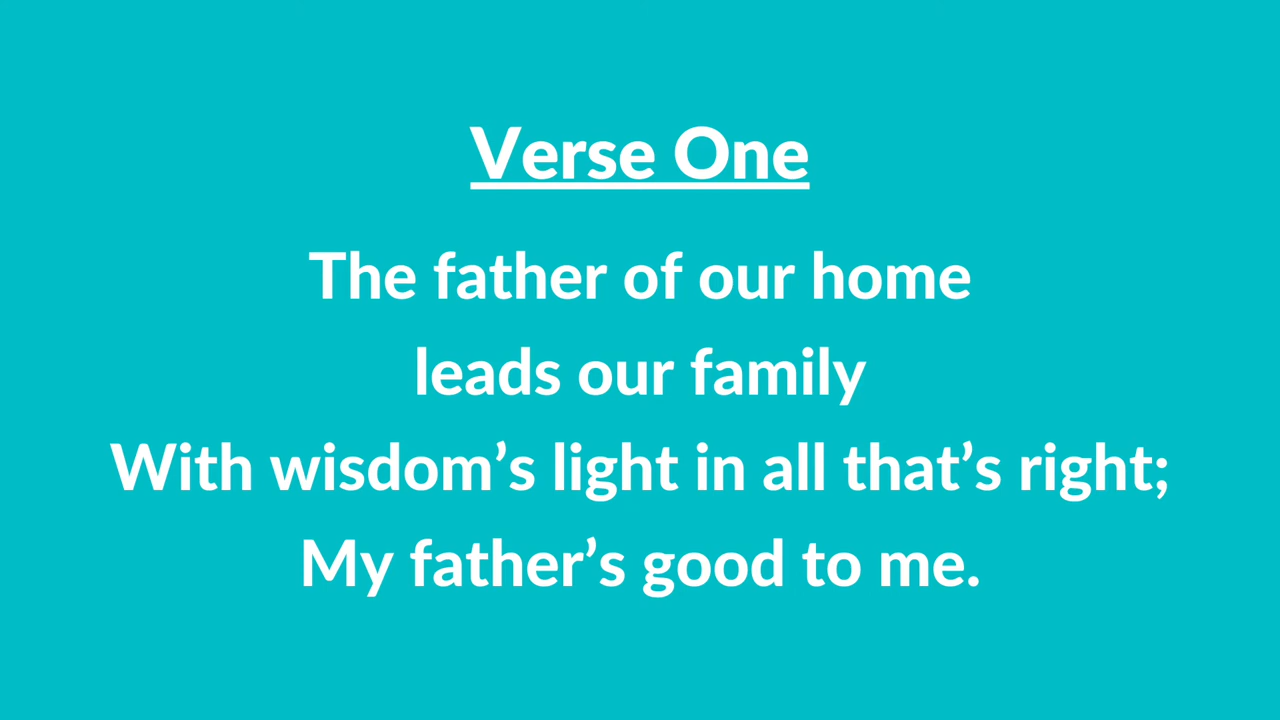 Verse One
The father of our home
leads our family
With wisdom’s light in all that’s right;
My father’s good to me.